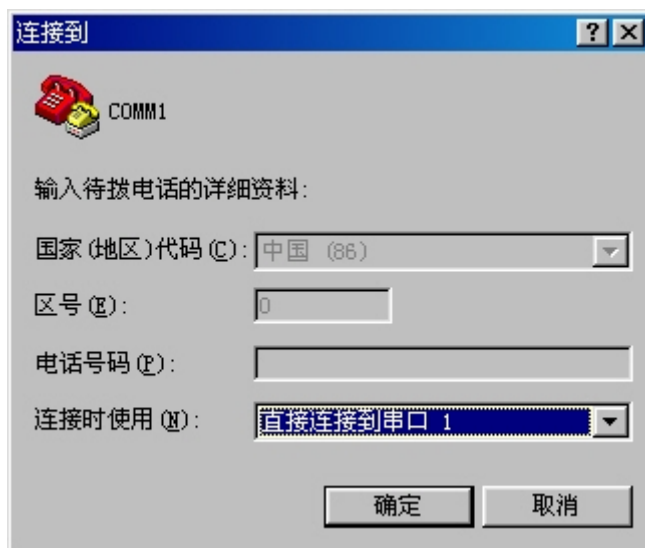 连接到
COMM1
输入待拨电话的详细资料:
国家(地区)代码(C): 中国 (86)
区号(E): 0
电话号码(P):
连接时使用(N): 直接连接到串口 1
确定 取消